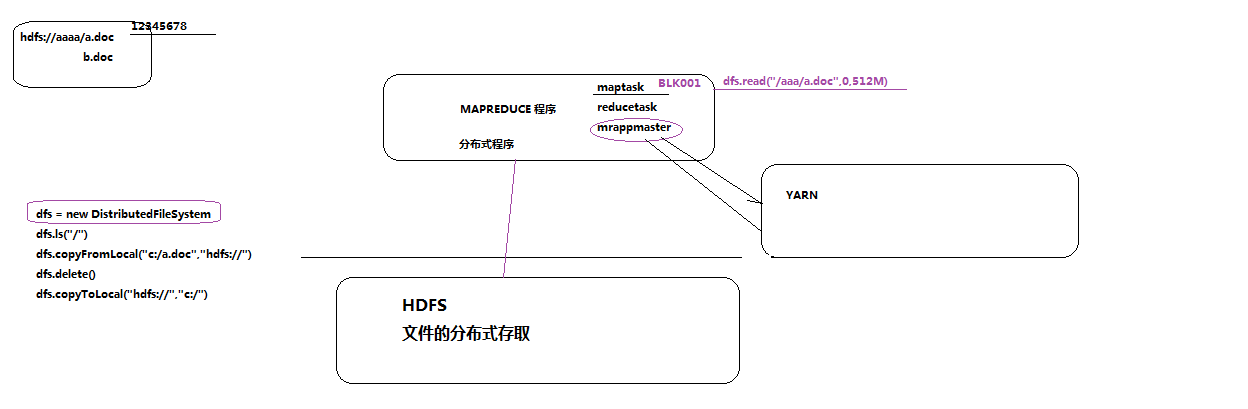 12345678
hdfs://aaaa/a.doc
b.doc
maptask
BLK001
dfs.read("/aaa/a.doc",0,512M)
MAPREDUCE 程序
reducetask
mrappmaster
分布式程序
YARN
dfs = new DistributedFileSystem
dfs.ls("/")
dfs.copyFromLocal("c:/a.doc","hdfs://")
dfs.delete()
dfs.copyToLocal("hdfs://","c:/")
HDFS
文件的分布式存取